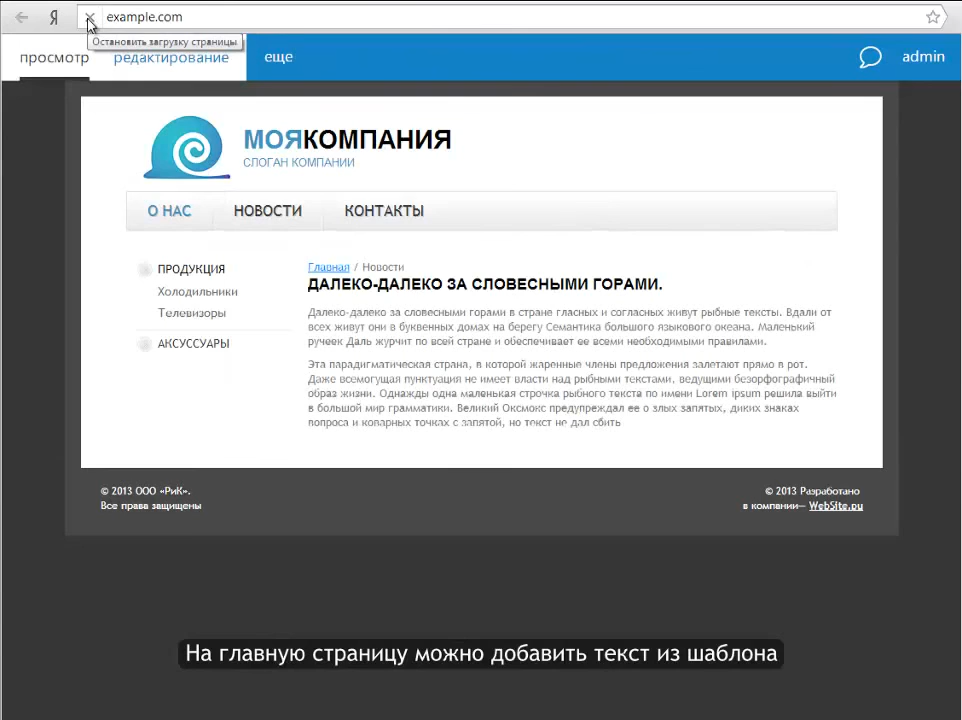 Я
example.com
Остановить загрузку страницы
просмотр
редактирование
еще
admin
МОЯКОМПАНИЯ
СЛОГАН КОМПАНИИ
О НАС
НОВОСТИ
КОНТАКТЫ
ПРОДУКЦИЯ
Холодильники
Телевизоры
АКСУССУАРЫ
Главная / Новости
ДАЛЕКО-ДАЛЕКО ЗА СЛОВЕСНЫМИ ГОРАМИ.
Далеко-далеко за словесными горами в стране гласных и согласных живут рыбные тексты. Вдали от
всех живут они в буквенных домах на берегу Семантика большого языкового океана. Маленький
ручеек Даль журчит по всей стране и обеспечивает ее всеми необходимыми правилами.
Эта парадигматическая страна, в которой жаренные члены предложения залетают прямо в рот.
Даже всемогущая пунктуация не имеет власти над рыбными текстами, ведущими безорфографичный
образ жизни. Однажды одна маленькая строчка рыбного текста по имени Lorem ipsum решила выйти
в большой мир грамматики. Великий Оксмокс предупреждал ее о злых запятых, диких знаках
вопроса и коварных точках с запятой, но текст не дал сбить
© 2013 ООО «РиК».
Все права защищены
© 2013 Разработано
в компании— WebSite.ру
На главную страницу можно добавить текст из шаблона